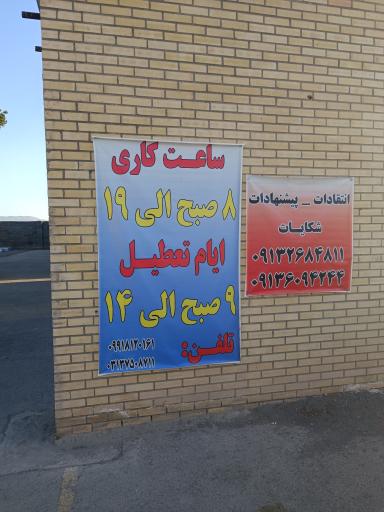 ساعت کاری
۸ صبح الی ۱۹
ایام تعطیل
۹ صبح الی ۱۴
تلفن:
۰۹۹۱۸۱۲۰۱۶۱
۰۳۱۳۷۵۰۸۷۱۱
انتقادات _ پیشنهادات
شکایات
۰۹۱۳۲۶۸۴۸۱۱
۰۹۱۳۶۰۹۴۲۴۴